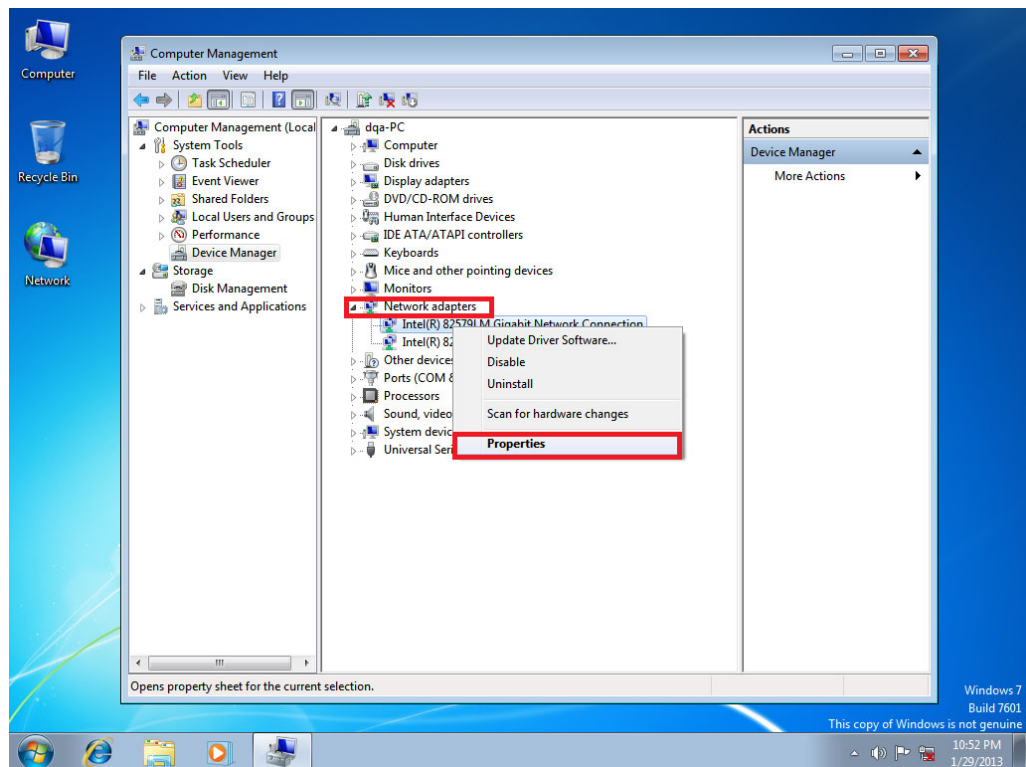 Computer
Recycle Bin
Network
Computer Management
File Action View Help
Computer Management (Local
System Tools
Task Scheduler
Event Viewer
Shared Folders
Local Users and Groups
Performance
Device Manager
Storage
Disk Management
Services and Applications
dqa-PC
Computer
Disk drives
Display adapters
DVD/CD-ROM drives
Human Interface Devices
IDE ATA/ATAPI controllers
Keyboards
Mice and other pointing devices
Monitors
Network adapters
Intel(R) 82579LM Gigabit Network Connection
Intel(R) 82
Other devices
Ports (COM &
Processors
Sound, video
System devic
Universal Seri
Update Driver Software...
Disable
Uninstall
Scan for hardware changes
Properties
Actions
Device Manager
More Actions
Opens property sheet for the current selection.
Windows 7
Build 7601
This copy of Windows is not genuine
10:52 PM
1/29/2013